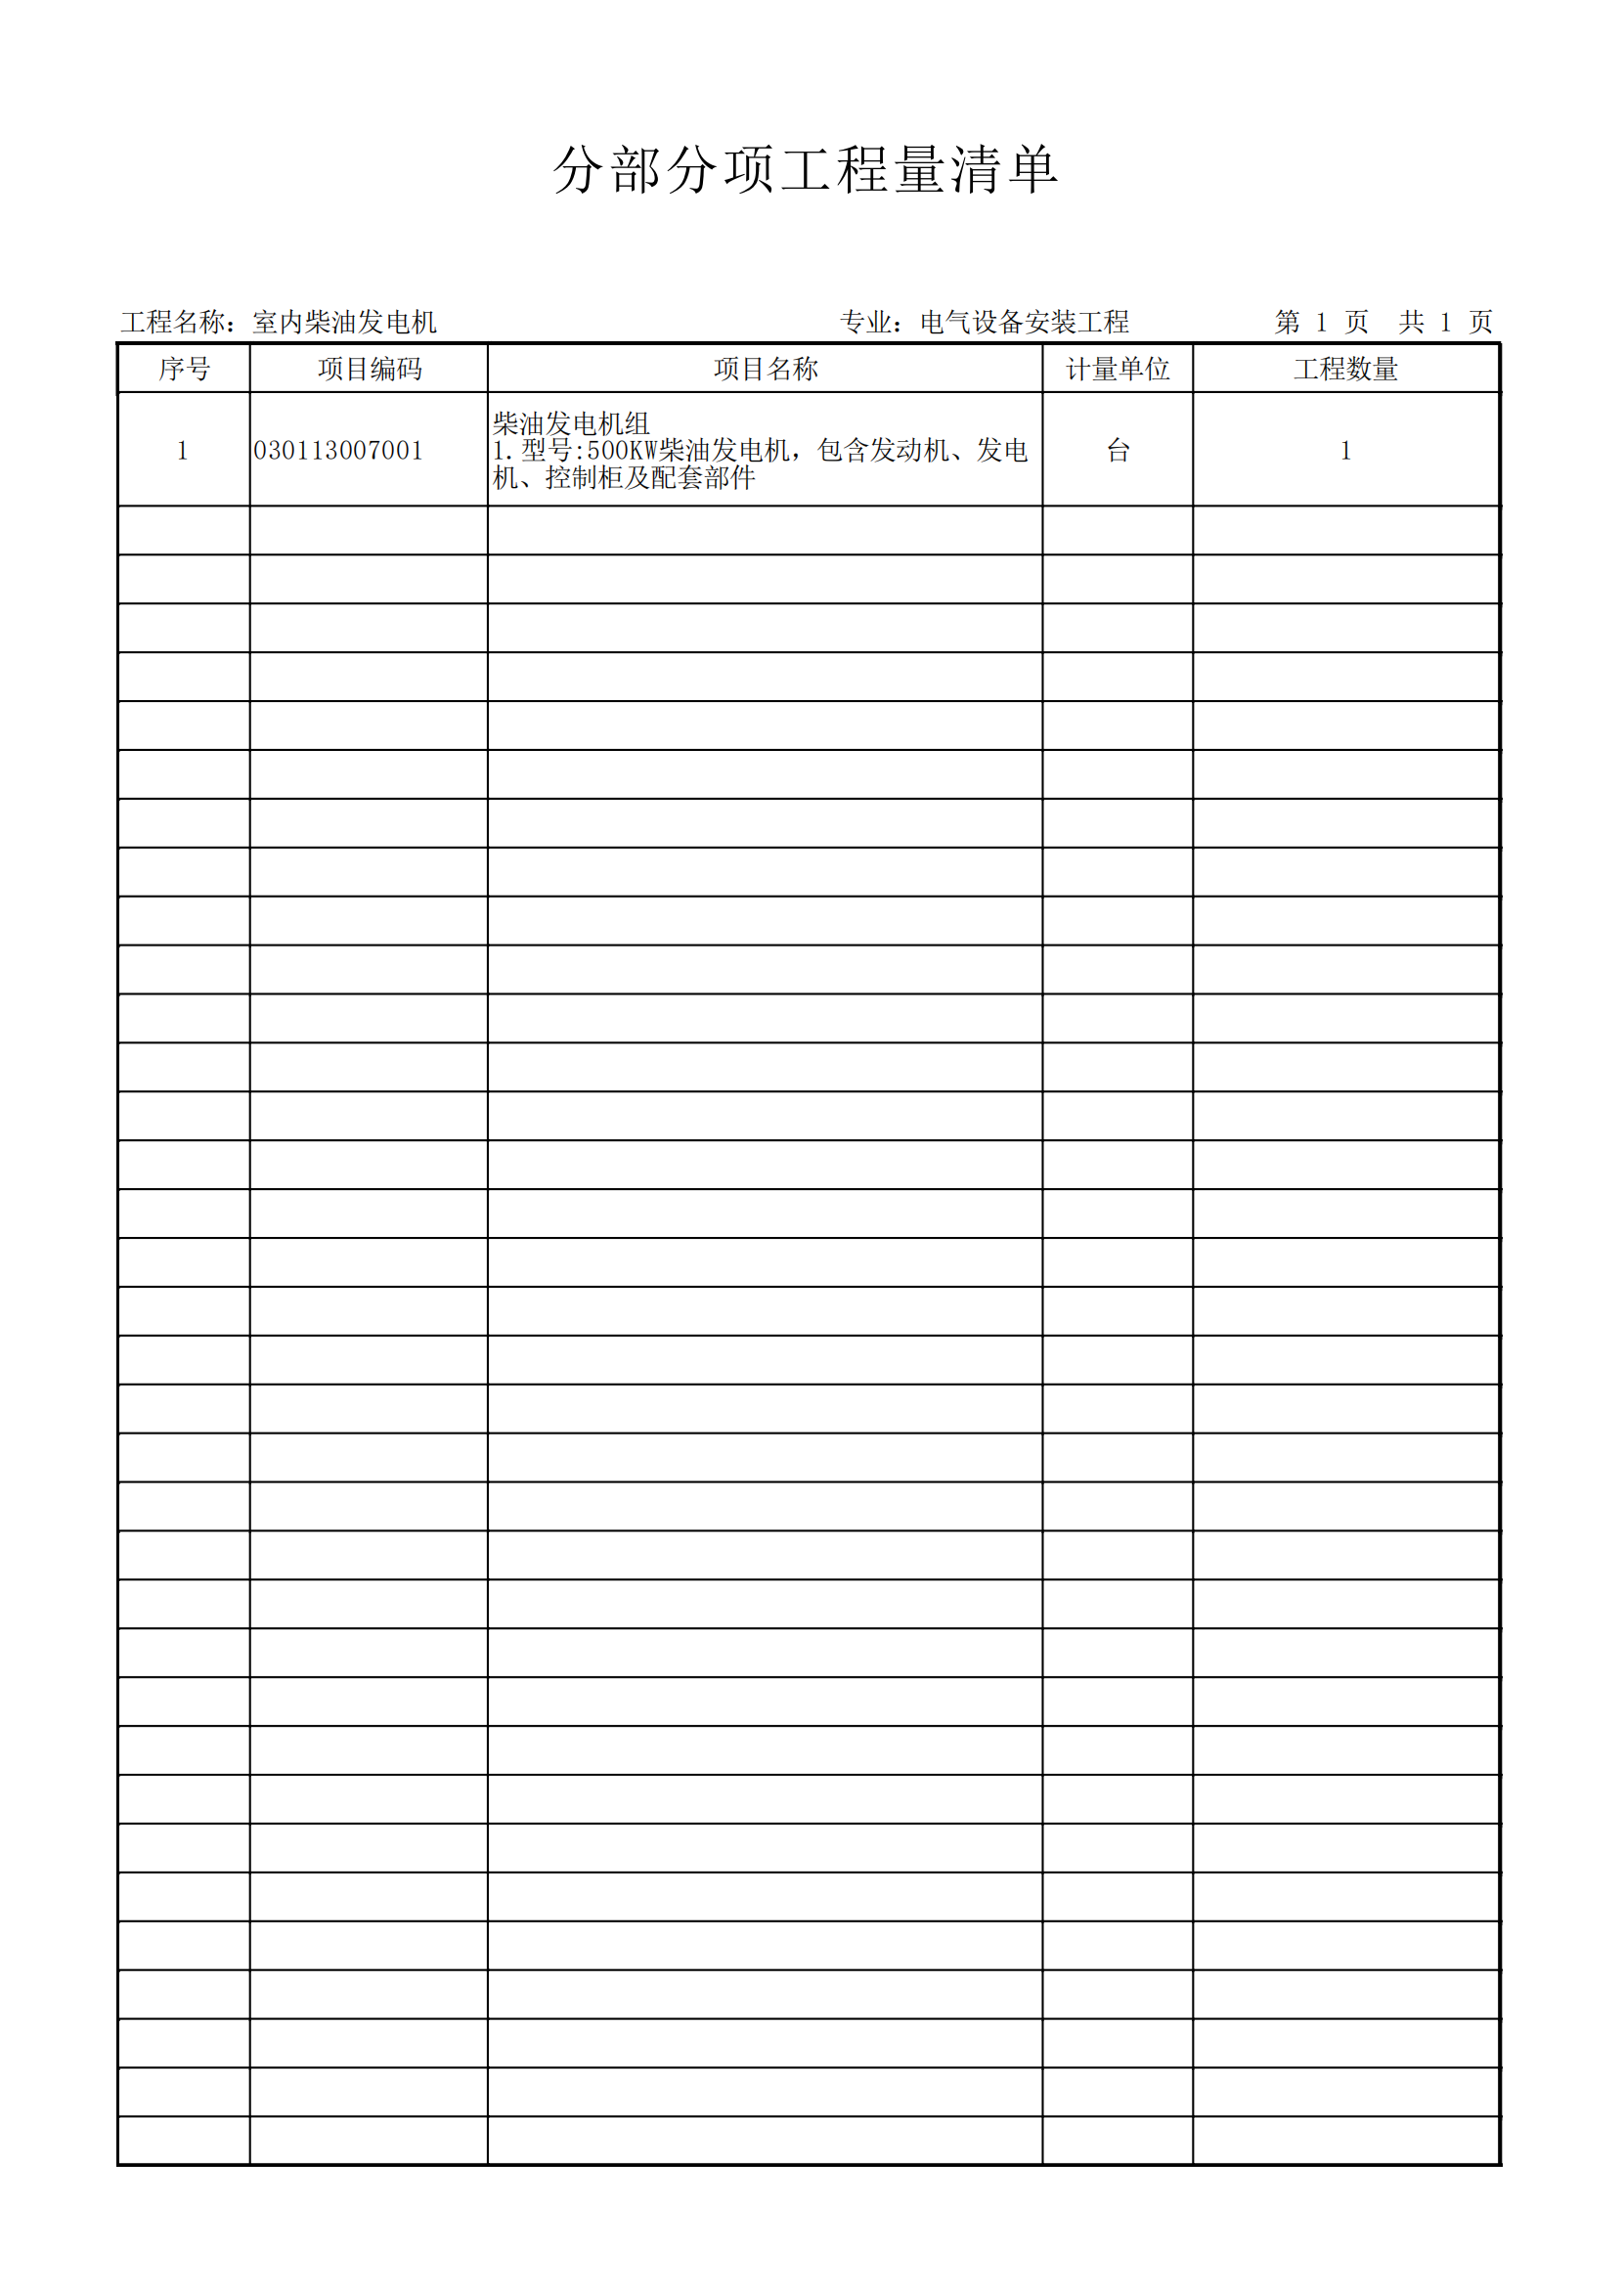 分部分项工程量清单
工程名称：室内柴油发电机 专业：电气设备安装工程 第 1 页 共 1 页
序号 项目编码 项目名称 计量单位 工程数量
柴油发电机组
1 030113007001 1.型号:500KW柴油发电机，包含发动机、发电 台 1
机、控制柜及配套部件